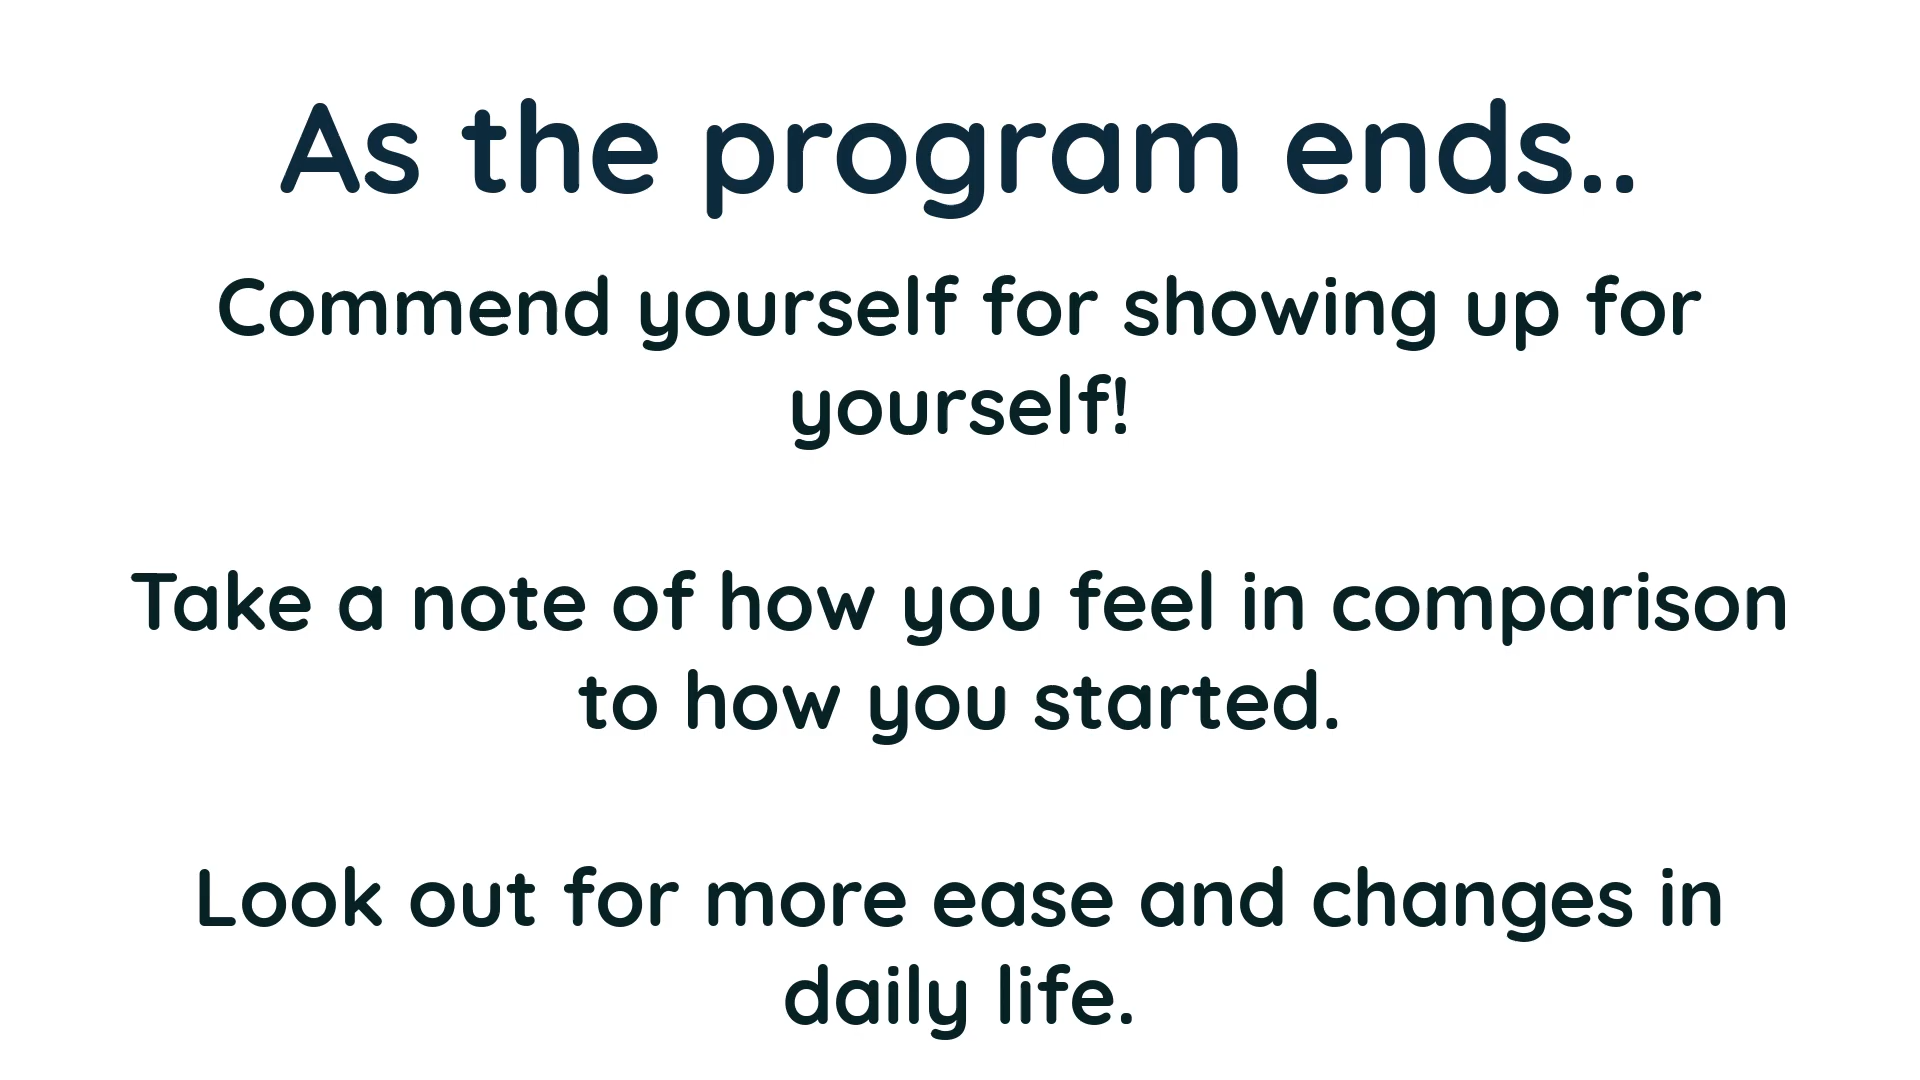 As the program ends..
Commend yourself for showing up for
yourself!
Take a note of how you feel in comparison
to how you started.
Look out for more ease and changes in
daily life.